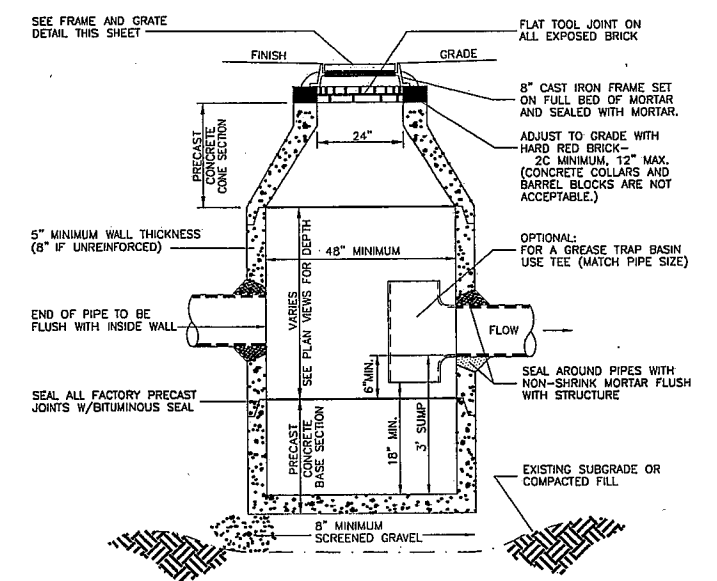 SEE FRAME AND GRATE
DETAIL THIS SHEET
FLAT TOOL JOINT ON
ALL EXPOSED BRICK
FINISH
GRADE
8" CAST IRON FRAME SET
ON FULL BED OF MORTAR
AND SEALED WITH MORTAR.
24"
PRECAST
CONCRETE
CONE SECTION
ADJUST TO GRADE WITH
HARD RED BRICK-
2C MINIMUM, 12" MAX.
(CONCRETE COLLARS AND
BARREL BLOCKS ARE NOT
ACCEPTABLE.)
5" MINIMUM WALL THICKNESS
(8" IF UNREINFORCED)
48" MINIMUM
OPTIONAL:
FOR A GREASE TRAP BASIN
USE TEE (MATCH PIPE SIZE)
VARIES
SEE PLAN VIEWS FOR DEPTH
END OF PIPE TO BE
FLUSH WITH INSIDE WALL
FLOW
6"MIN.
SEAL AROUND PIPES WITH
NON-SHRINK MORTAR FLUSH
WITH STRUCTURE
SEAL ALL FACTORY PRECAST
JOINTS W/BITUMINOUS SEAL
PRECAST
CONCRETE
BASE SECTION
18" MIN.
3' SUMP
EXISTING SUBGRADE OR
COMPACTED FILL
8" MINIMUM
SCREENED GRAVEL